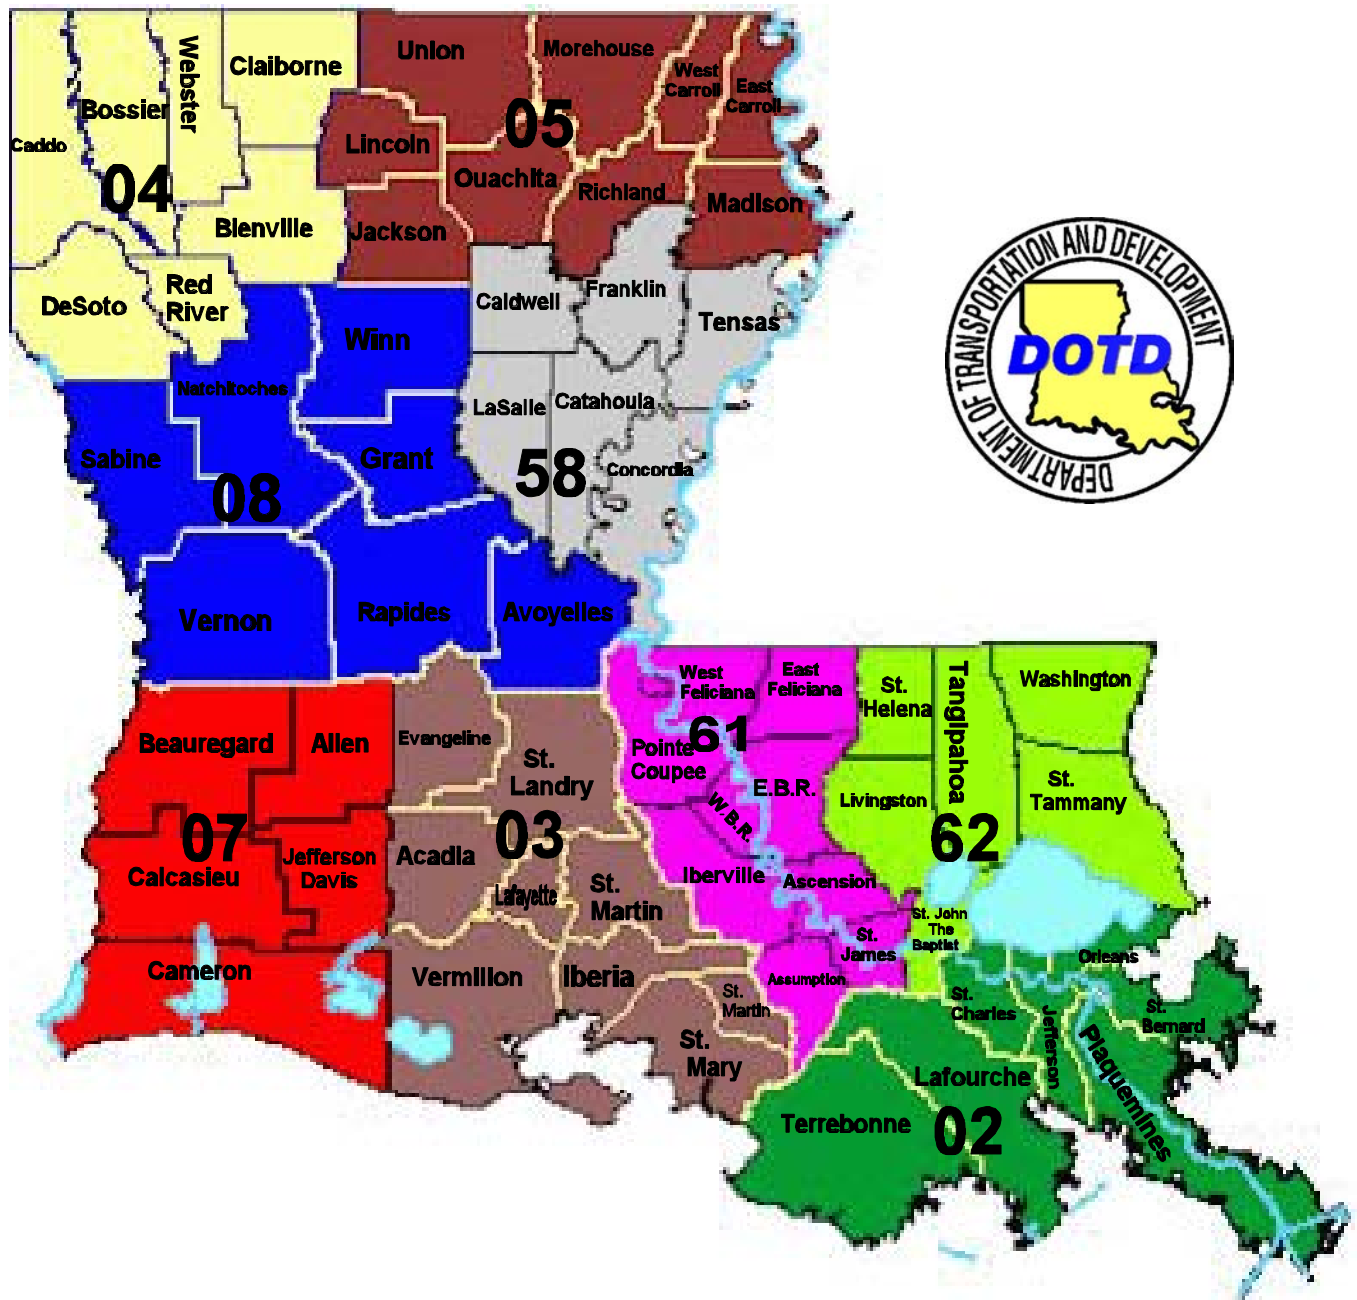 Caddo
Bossier
Webster
Claiborne
04
Bienville
DeSoto
Red
River
Union
Morehouse
West
Carroll
East
Carroll
05
Lincoln
Ouachita
Richland
Madison
Jackson
Caldwell
Franklin
Tensas
LaSalle
Catahoula
58
Concordia
Winn
Natchitoches
Sabine
Grant
08
Vernon
Rapides
Avoyelles
DEPARTMENT OF TRANSPORTATION AND DEVELOPMENT
DOTD
Beauregard
Allen
07
Calcasieu
Jefferson
Davis
Cameron
Evangeline
St.
Landry
03
Acadia
Lafayette
St.
Martin
Vermilion
Iberia
St.
Martin
St.
Mary
West
Feliciana
East
Feliciana
61
Pointe
Coupee
W.B.R.
E.B.R.
Iberville
Ascension
St.
James
Assumption
St.
Helena
Tangipahoa
Washington
Livingston
St.
Tammany
62
St. John
The
Baptist
Orleans
St.
Charles
Jefferson
St.
Bernard
Plaquemines
Lafourche
Terrebonne
02